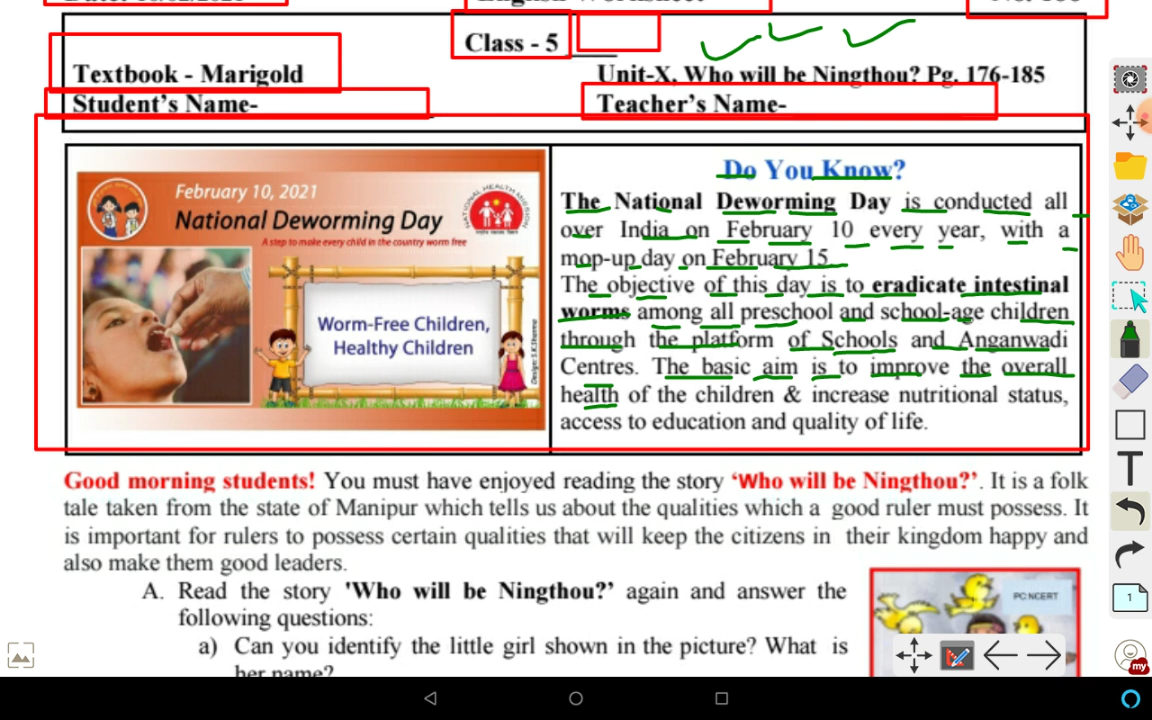 Class - 5
Textbook - Marigold
Unit-X. Who will be Ningthou? Pg. 176-185
Student's Name-
Teacher's Name-
February 10, 2021
National Deworming Day
A step to make every child in the country worm free
NATIONAL HEALTH MISSION
Worm-Free Children,
Healthy Children
Do You Know?
The National Deworming Day is conducted all
over India on February 10 every year, with a
mop-up day on February 15.
The objective of this day is to eradicate intestinal
worms among all preschool and school-age children
through the platform of Schools and Anganwadi
Centres. The basic aim is to improve the overall
health of the children & increase nutritional status,
access to education and quality of life.
Good morning students! You must have enjoyed reading the story ‘Who will be Ningthou?’. It is a folk
tale taken from the state of Manipur which tells us about the qualities which a good ruler must possess. It
is important for rulers to possess certain qualities that will keep the citizens in their kingdom happy and
also make them good leaders.
A. Read the story 'Who will be Ningthou?’ again and answer the
following questions:
PC:NCERT
a) Can you identify the little girl shown in the picture? What is
her name?
T
1
my